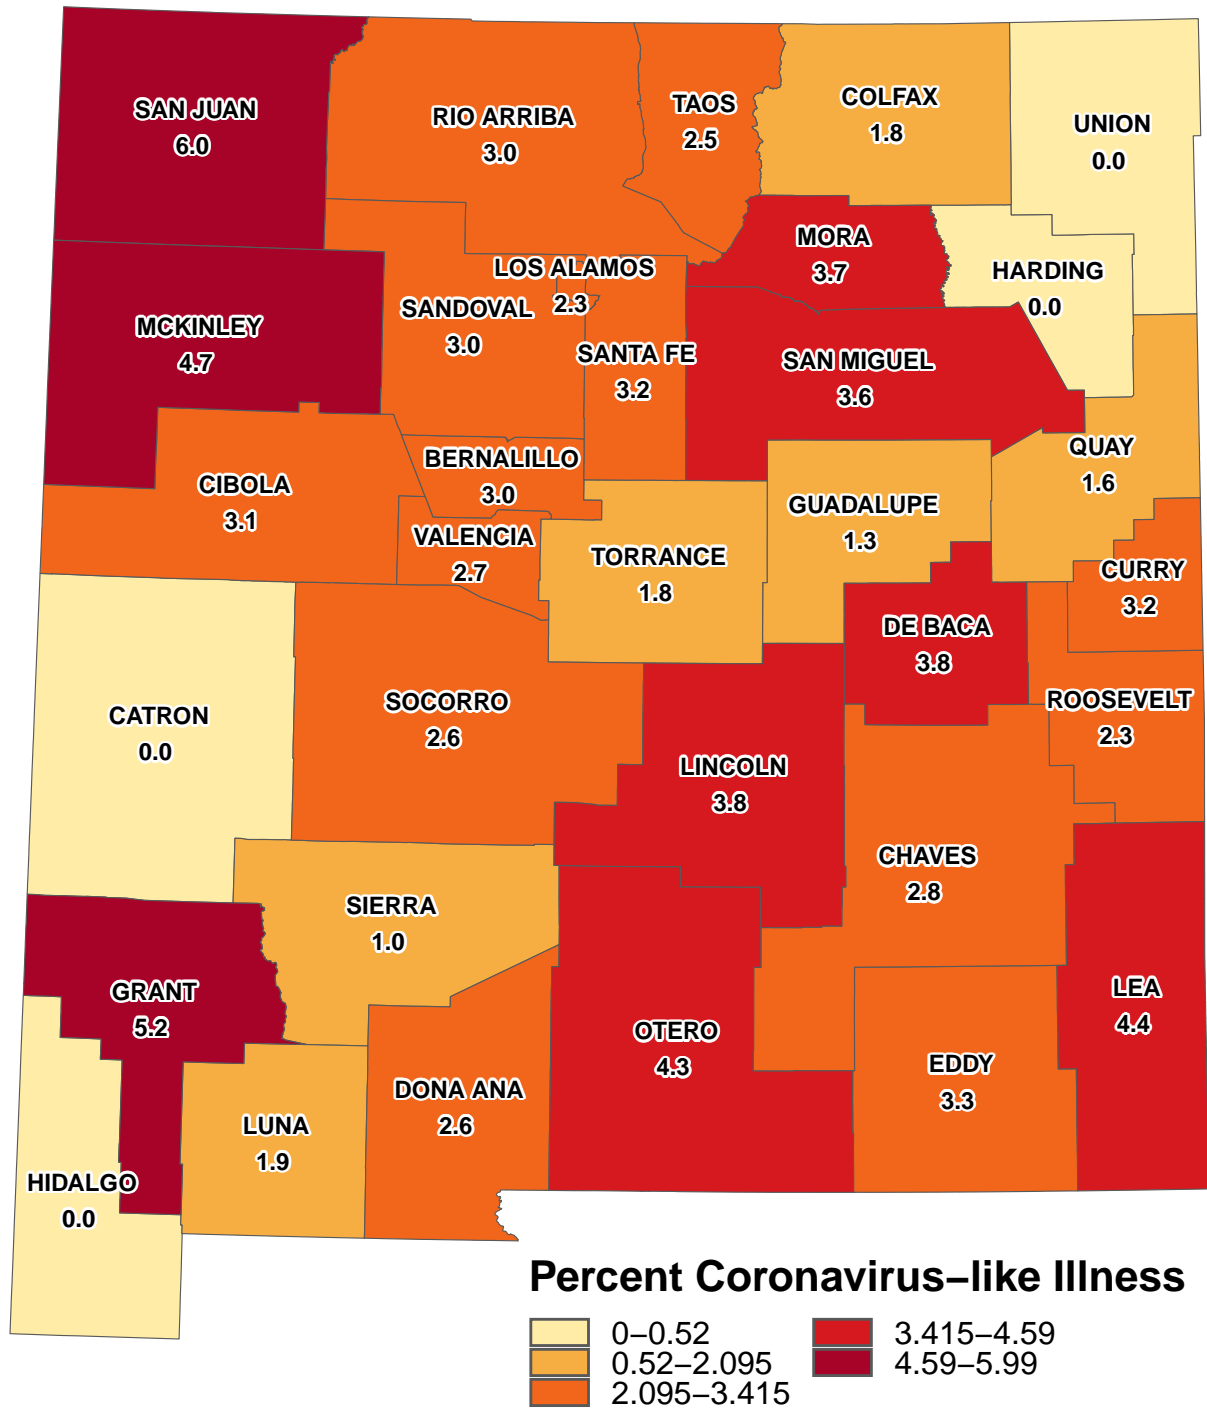 SAN JUAN
6.0
RIO ARRIBA
3.0
TAOS
2.5
COLFAX
1.8
UNION
0.0
MORA
3.7
HARDING
0.0
LOS ALAMOS
2.3
SANDOVAL
3.0
MCKINLEY
4.7
SANTA FE
3.2
SAN MIGUEL
3.6
QUAY
1.6
BERNALILLO
3.0
CIBOLA
3.1
GUADALUPE
1.3
VALENCIA
2.7
TORRANCE
1.8
CURRY
3.2
DE BACA
3.8
ROOSEVELT
2.3
CATRON
0.0
SOCORRO
2.6
LINCOLN
3.8
CHAVES
2.8
SIERRA
1.0
GRANT
5.2
LEA
4.4
OTERO
4.3
EDDY
3.3
DONA ANA
2.6
LUNA
1.9
HIDALGO
0.0
Percent Coronavirus–like Illness
0–0.52
0.52–2.095
2.095–3.415
3.415–4.59
4.59–5.99